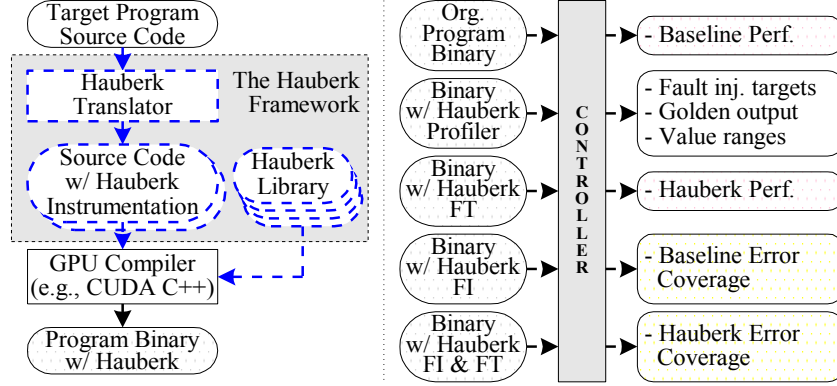 Target Program
Source Code
Hauberk
Translator
The Hauberk
Framework
Source Code
w/ Hauberk
Instrumentation
Hauberk
Library
GPU Compiler
(e.g., CUDA C++)
Program Binary
w/ Hauberk
Org.
Program
Binary
Binary
w/ Hauberk
Profiler
Binary
w/ Hauberk
FT
Binary
w/ Hauberk
FI
Binary
w/ Hauberk
FI & FT
CONTROLLER
- Baseline Perf.
- Fault inj. targets
- Golden output
- Value ranges
- Hauberk Perf.
- Baseline Error
Coverage
- Hauberk Error
Coverage